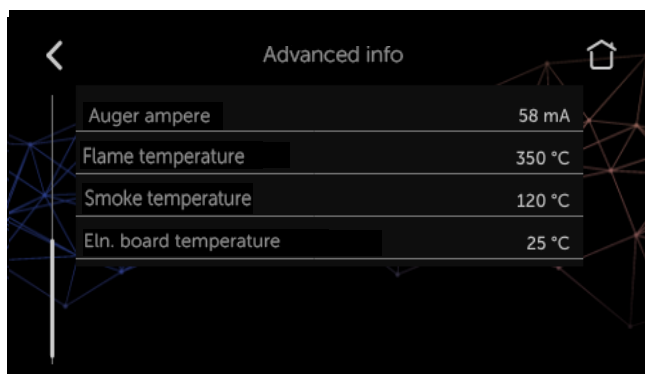 Advanced info
Auger ampere 58 mA
Flame temperature 350 °C
Smoke temperature 120 °C
Eln. board temperature 25 °C